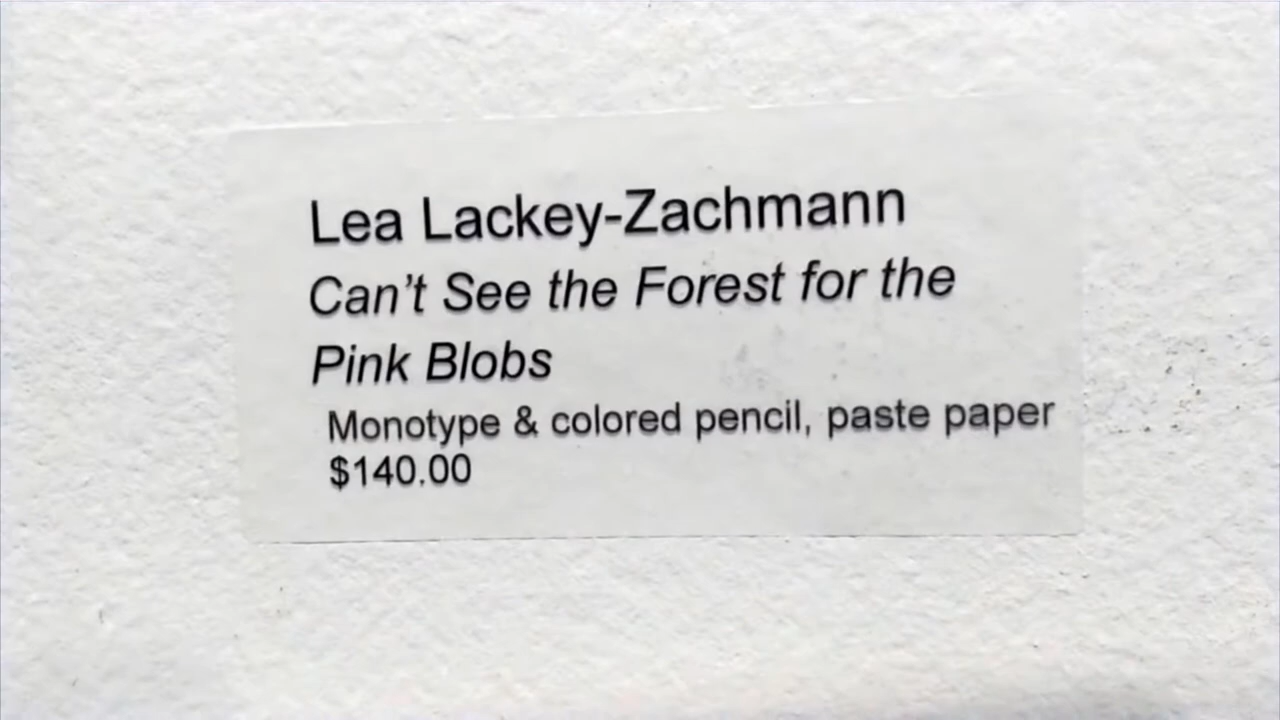 Lea Lackey-Zachmann
Can't See the Forest for the
Pink Blobs
Monotype & colored pencil, paste paper
$140.00